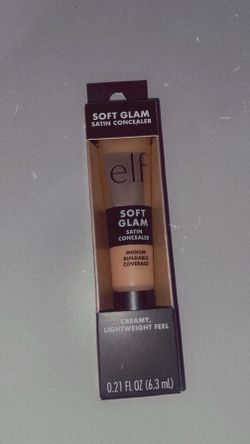 SOFT GLAM
SATIN CONCEALER
elf
SOFT
GLAM
SATIN
CONCEALER
MEDIUM
BUILDABLE
COVERAGE
CREAMY,
LIGHTWEIGHT FEEL
0.21 FL OZ (6.3 mL)